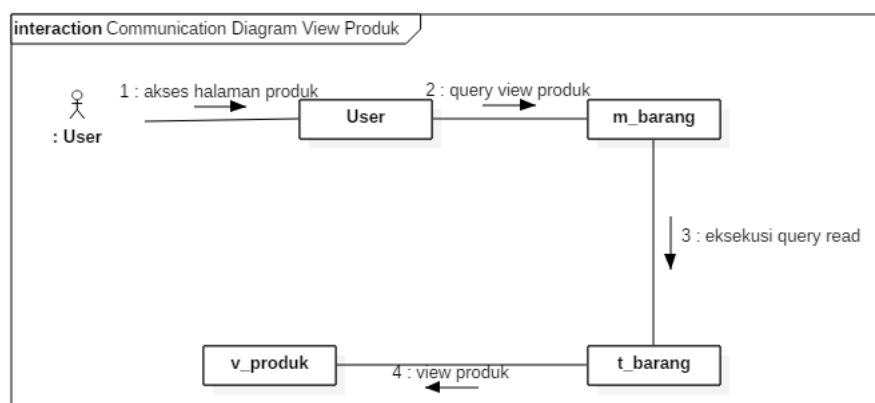 interaction Communication Diagram View Produk
1 : akses halaman produk
2 : query view produk
: User
User
m_barang
3 : eksekusi query read
v_produk
4 : view produk
t_barang